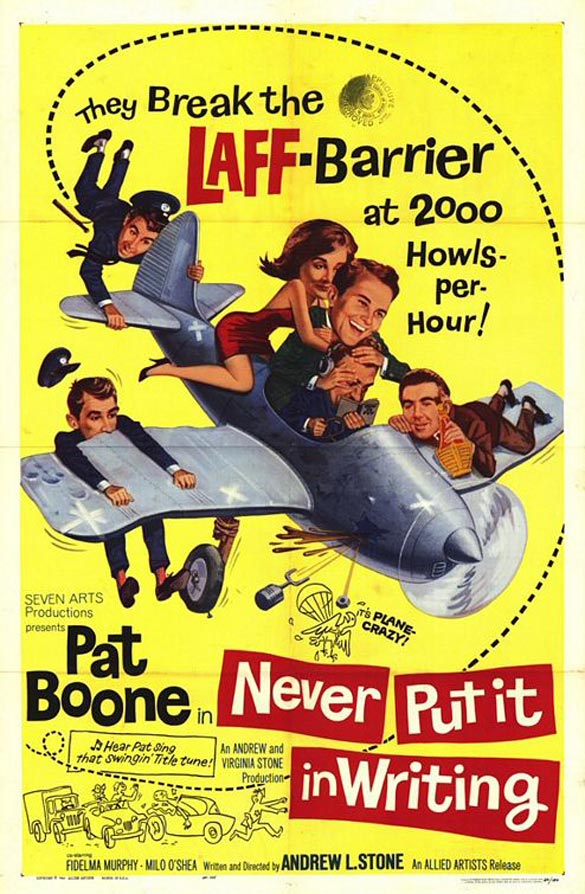 They Break the
LAFF-Barrier
at 2000
Howls-
per-
Hour!
IT'S PLANE-
CRAZY!
SEVEN ARTS
Productions
presents
Pat
Boone in
Never Put it
in Writing
Hear Pat sing
that swingin' Title tune!
An ANDREW and
VIRGINIA STONE
Production
co-starring
FIDELMA MURPHY - MILO O'SHEA Written and Directed by ANDREW L. STONE An ALLIED ARTISTS Release